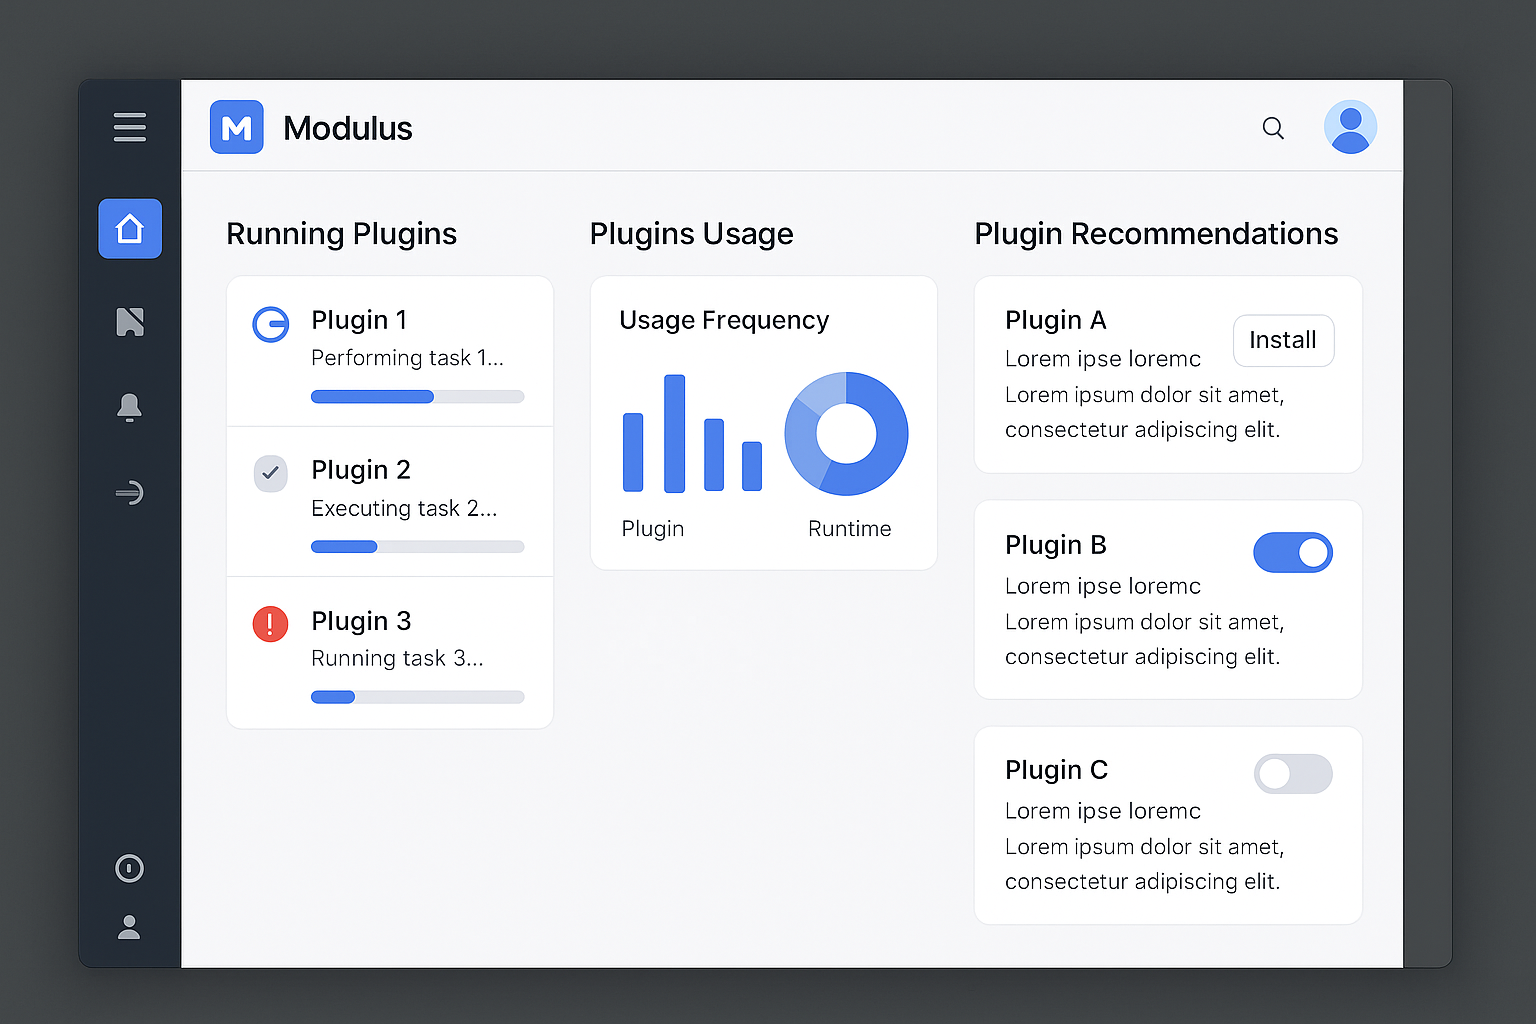 M Modulus
Running Plugins
Plugin 1
Performing task 1...
Plugin 2
Executing task 2...
Plugin 3
Running task 3...
Plugins Usage
Usage Frequency
Plugin
Runtime
Plugin Recommendations
Plugin A
Install
Lorem ipse loremc
Lorem ipsum dolor sit amet,
consectetur adipiscing elit.
Plugin B
Lorem ipse loremc
Lorem ipsum dolor sit amet,
consectetur adipiscing elit.
Plugin C
Lorem ipse loremc
Lorem ipsum dolor sit amet,
consectetur adipiscing elit.